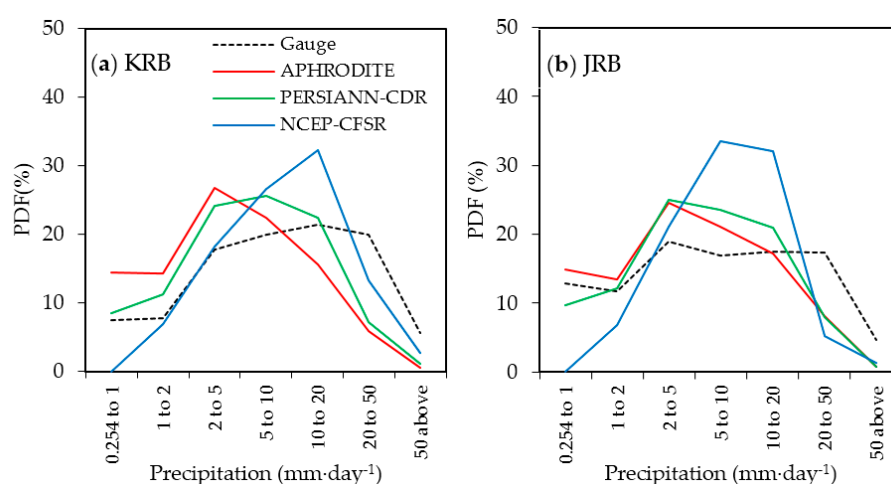 (a) KRB
Gauge
APHRODITE
PERSIANN-CDR
NCEP-CFSR
PDF(%)
50
40
30
20
10
0
0.254 to 1
1 to 2
2 to 5
5 to 10
10 to 20
20 to 50
50 above
Precipitation (mm·day-1)
(b) JRB
PDF (%)
50
40
30
20
10
0
0.254 to 1
1 to 2
2 to 5
5 to 10
10 to 20
20 to 50
50 above
Precipitation (mm·day-1)